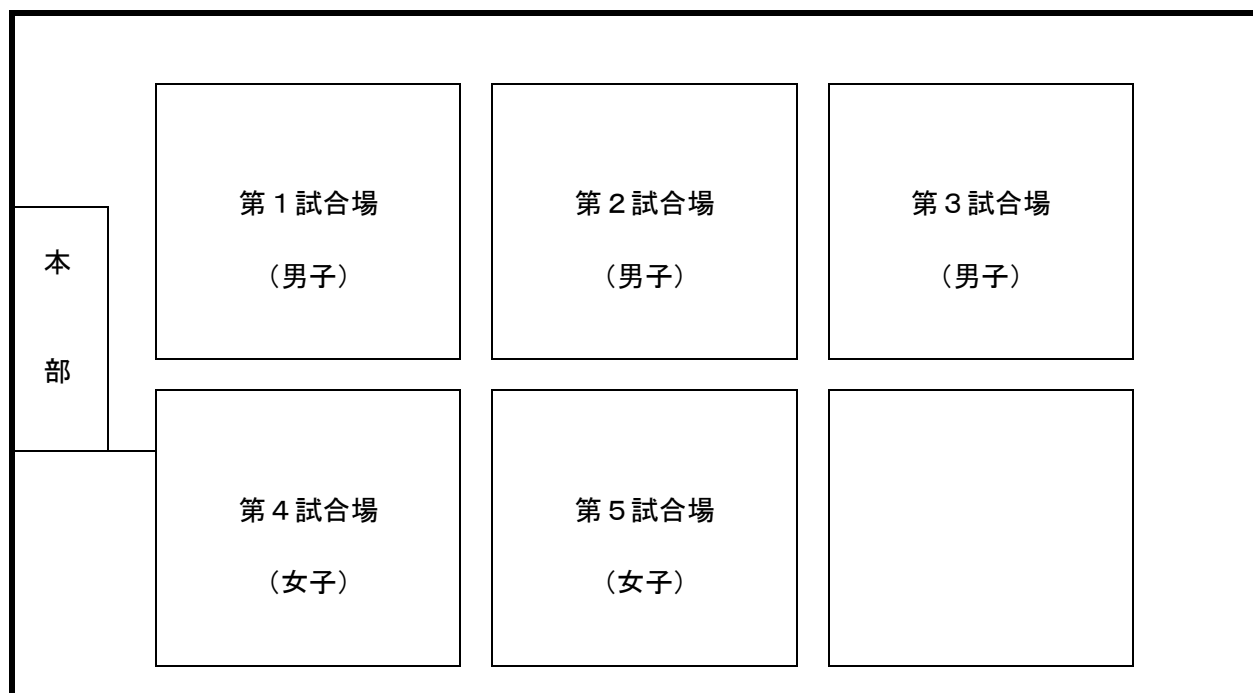 第１試合場
（男子）
第２試合場
（男子）
第３試合場
（男子）
本
部
第４試合場
（女子）
第５試合場
（女子）